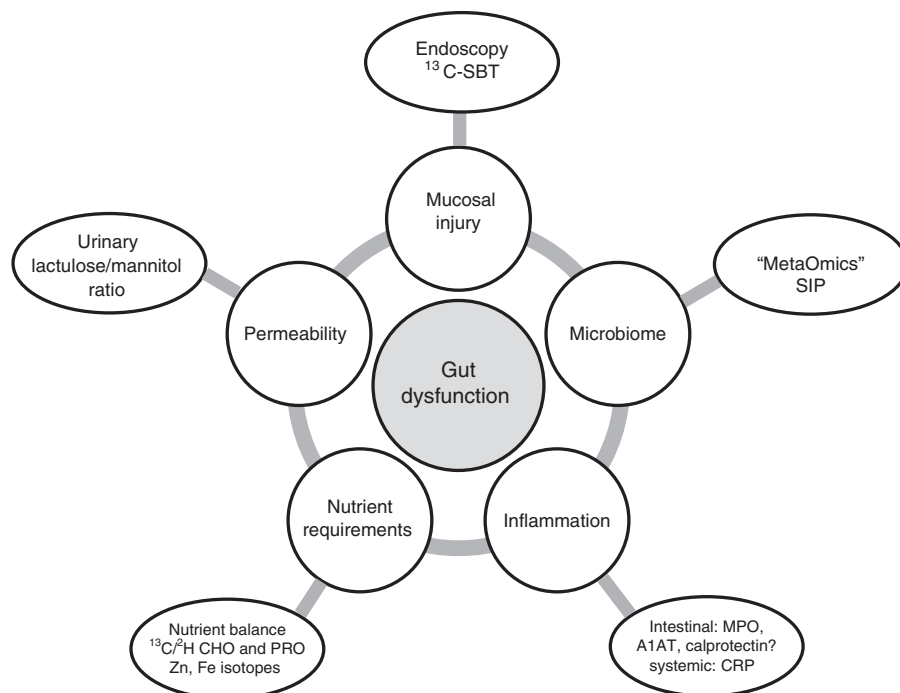 Endoscopy
¹³C-SBT
Mucosal
injury
Urinary
lactulose/mannitol
ratio
“MetaOmics”
SIP
Permeability
Microbiome
Gut
dysfunction
Nutrient
requirements
Inflammation
Nutrient balance
¹³C/²H CHO and PRO
Zn, Fe isotopes
Intestinal: MPO,
A1AT, calprotectin?
systemic: CRP